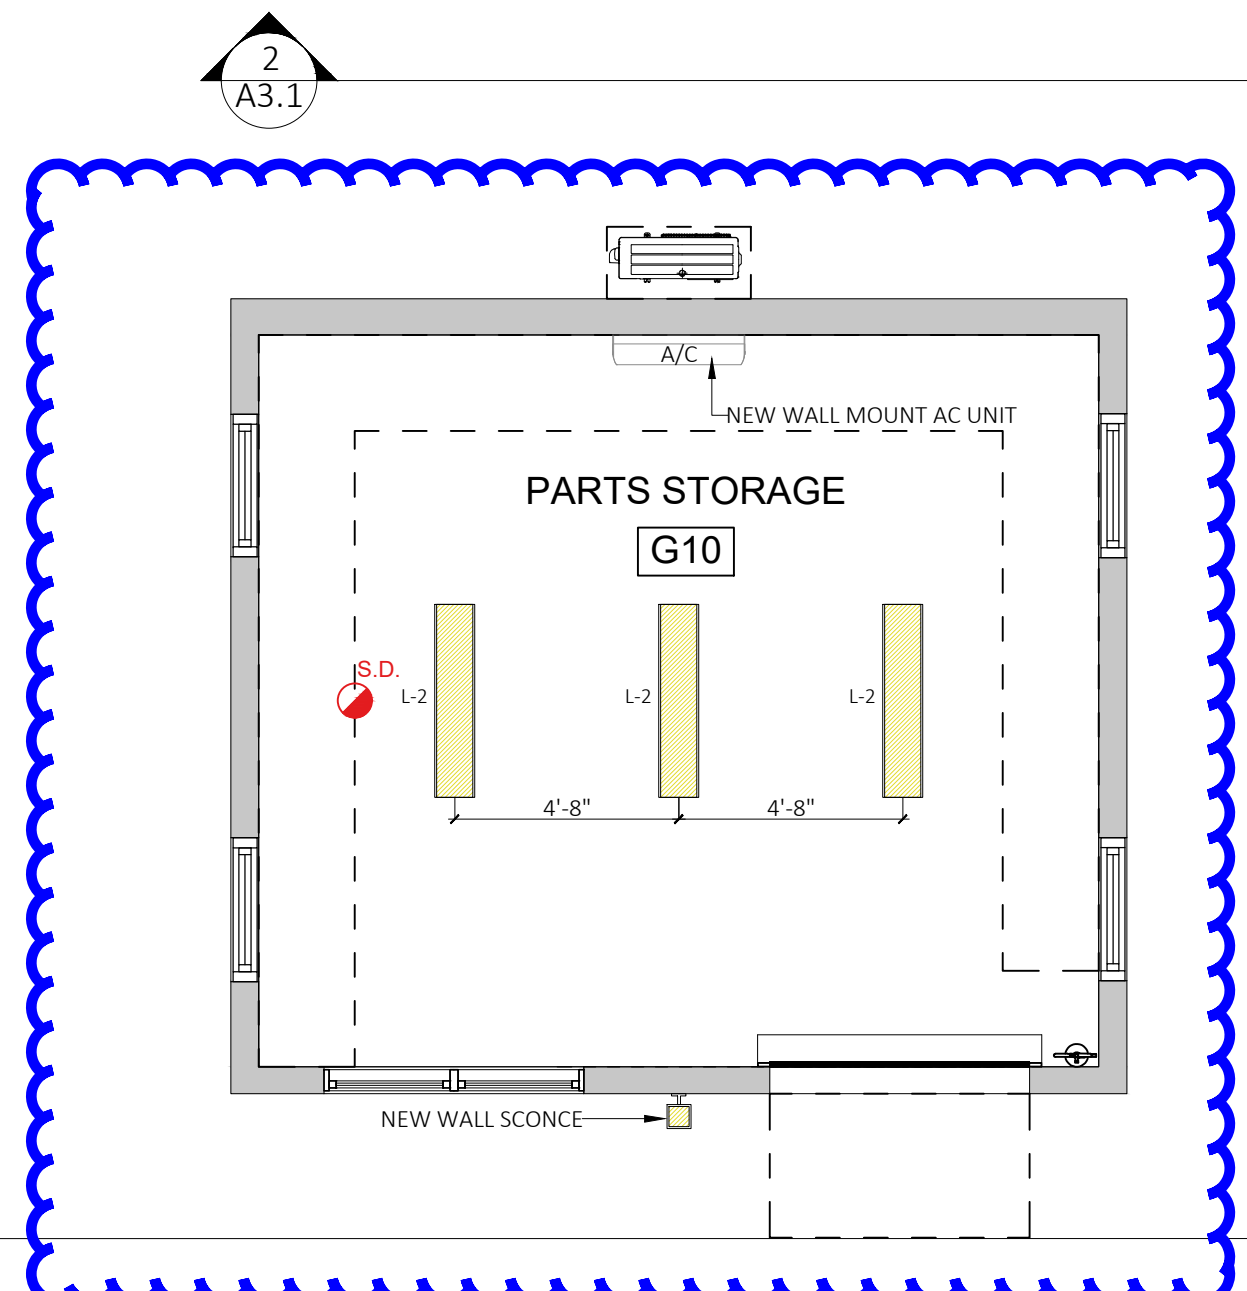 2
A3.1
A/C
NEW WALL MOUNT AC UNIT
PARTS STORAGE
G10
S.D.
L-2
L-2
L-2
4'-8"
4'-8"
NEW WALL SCONCE